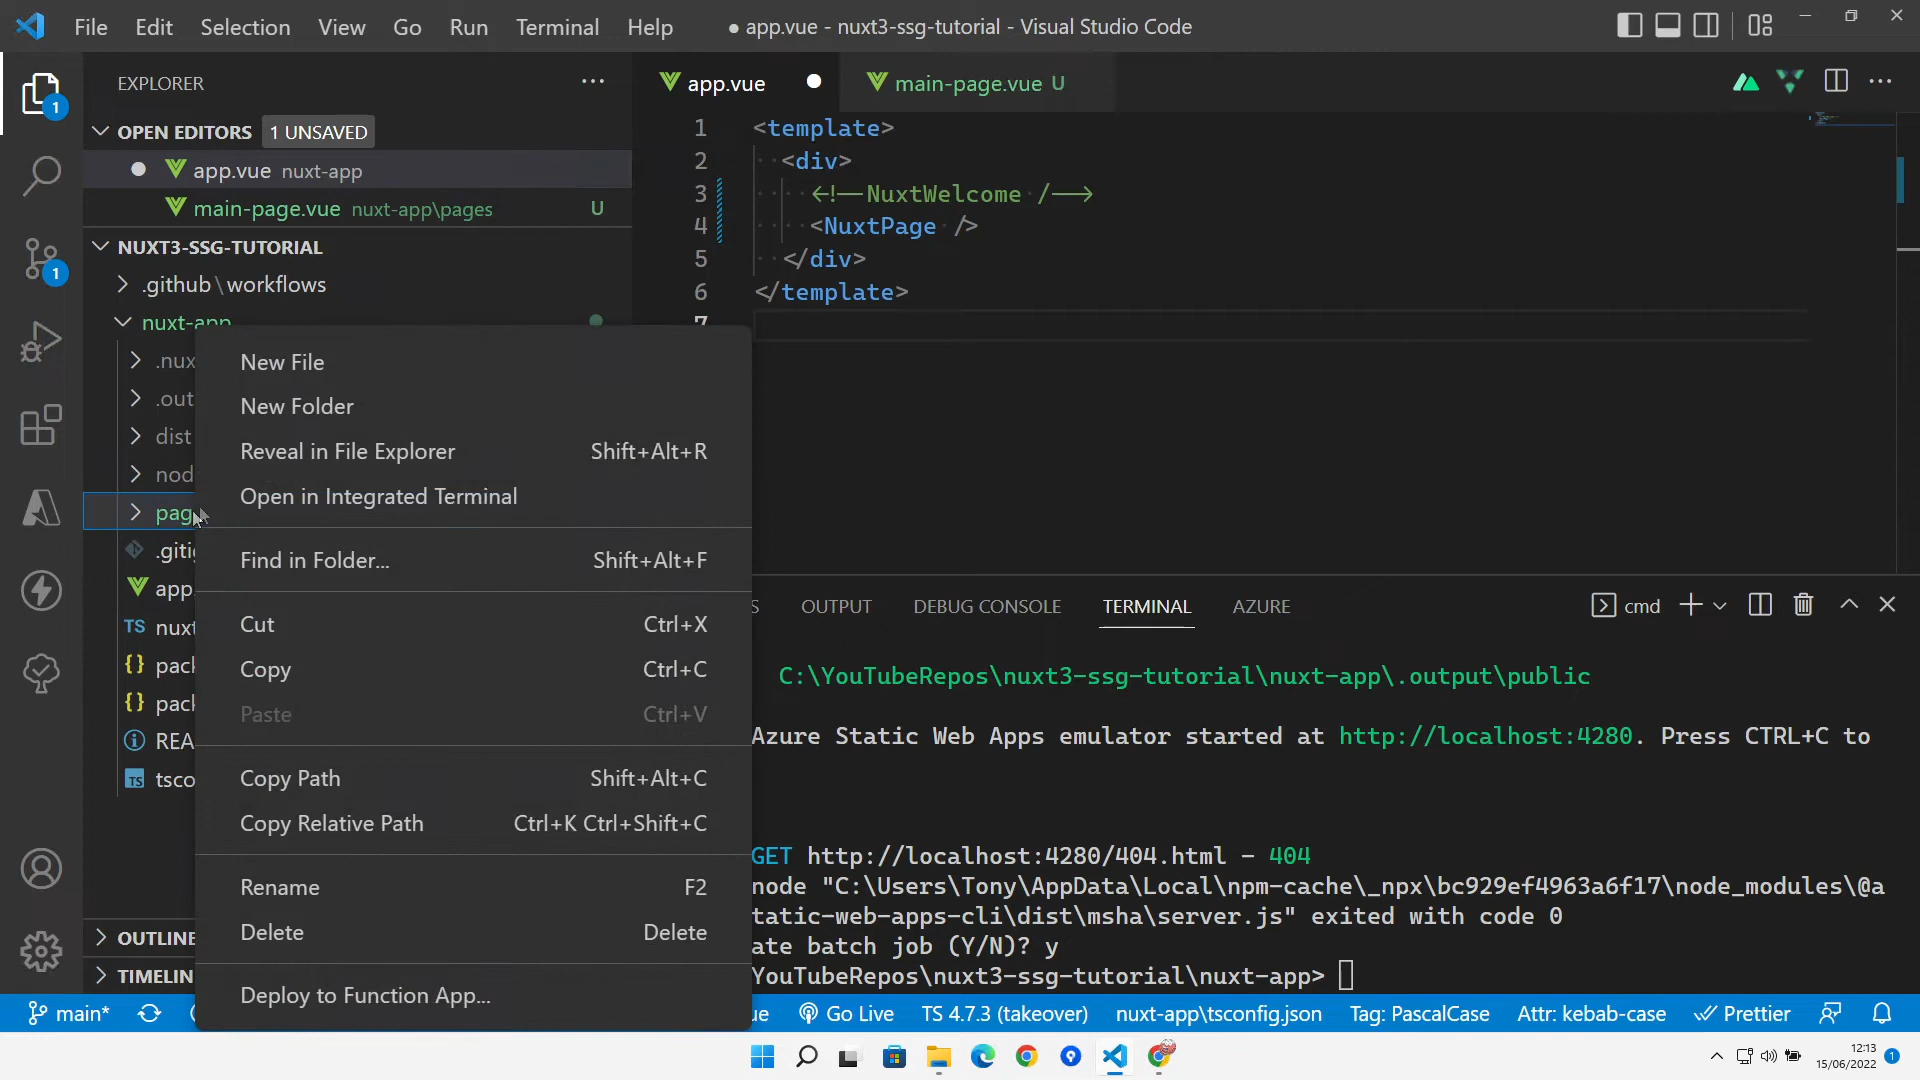 File Edit Selection View Go Run Terminal Help
● app.vue - nuxt3-ssg-tutorial - Visual Studio Code
EXPLORER
OPEN EDITORS 1 UNSAVED
app.vue nuxt-app
main-page.vue nuxt-app\pages U
NUXT3-SSG-TUTORIAL
.github\workflows
nuxt-app
.nux
.out
dist
nod
pag
.gitig
app.
nuxt
pack
pack
REA
tsco
OUTLINE
TIMELIN
1
1
New File
New Folder
Reveal in File Explorer Shift+Alt+R
Open in Integrated Terminal
Find in Folder... Shift+Alt+F
Cut Ctrl+X
Copy Ctrl+C
Paste Ctrl+V
Copy Path Shift+Alt+C
Copy Relative Path Ctrl+K Ctrl+Shift+C
Rename F2
Delete Delete
Deploy to Function App...
app.vue
main-page.vue U
1 <template>
2 <div>
3 <!--NuxtWelcome /-->
4 <NuxtPage />
5 </div>
6 </template>
7
S OUTPUT DEBUG CONSOLE TERMINAL AZURE
cmd
C:\YouTubeRepos\nuxt3-ssg-tutorial\nuxt-app\.output\public
Azure Static Web Apps emulator started at http://localhost:4280. Press CTRL+C to
GET http://localhost:4280/404.html - 404
node "C:\Users\Tony\AppData\Local\npm-cache\_npx\bc929ef4963a6f17\node_modules\@a
tatic-web-apps-cli\dist\msha\server.js" exited with code 0
ate batch job (Y/N)? y
YouTubeRepos\nuxt3-ssg-tutorial\nuxt-app>
main* ue Go Live TS 4.7.3 (takeover) nuxt-app\tsconfig.json Tag: PascalCase Attr: kebab-case Prettier
12:13
15/06/2022
1